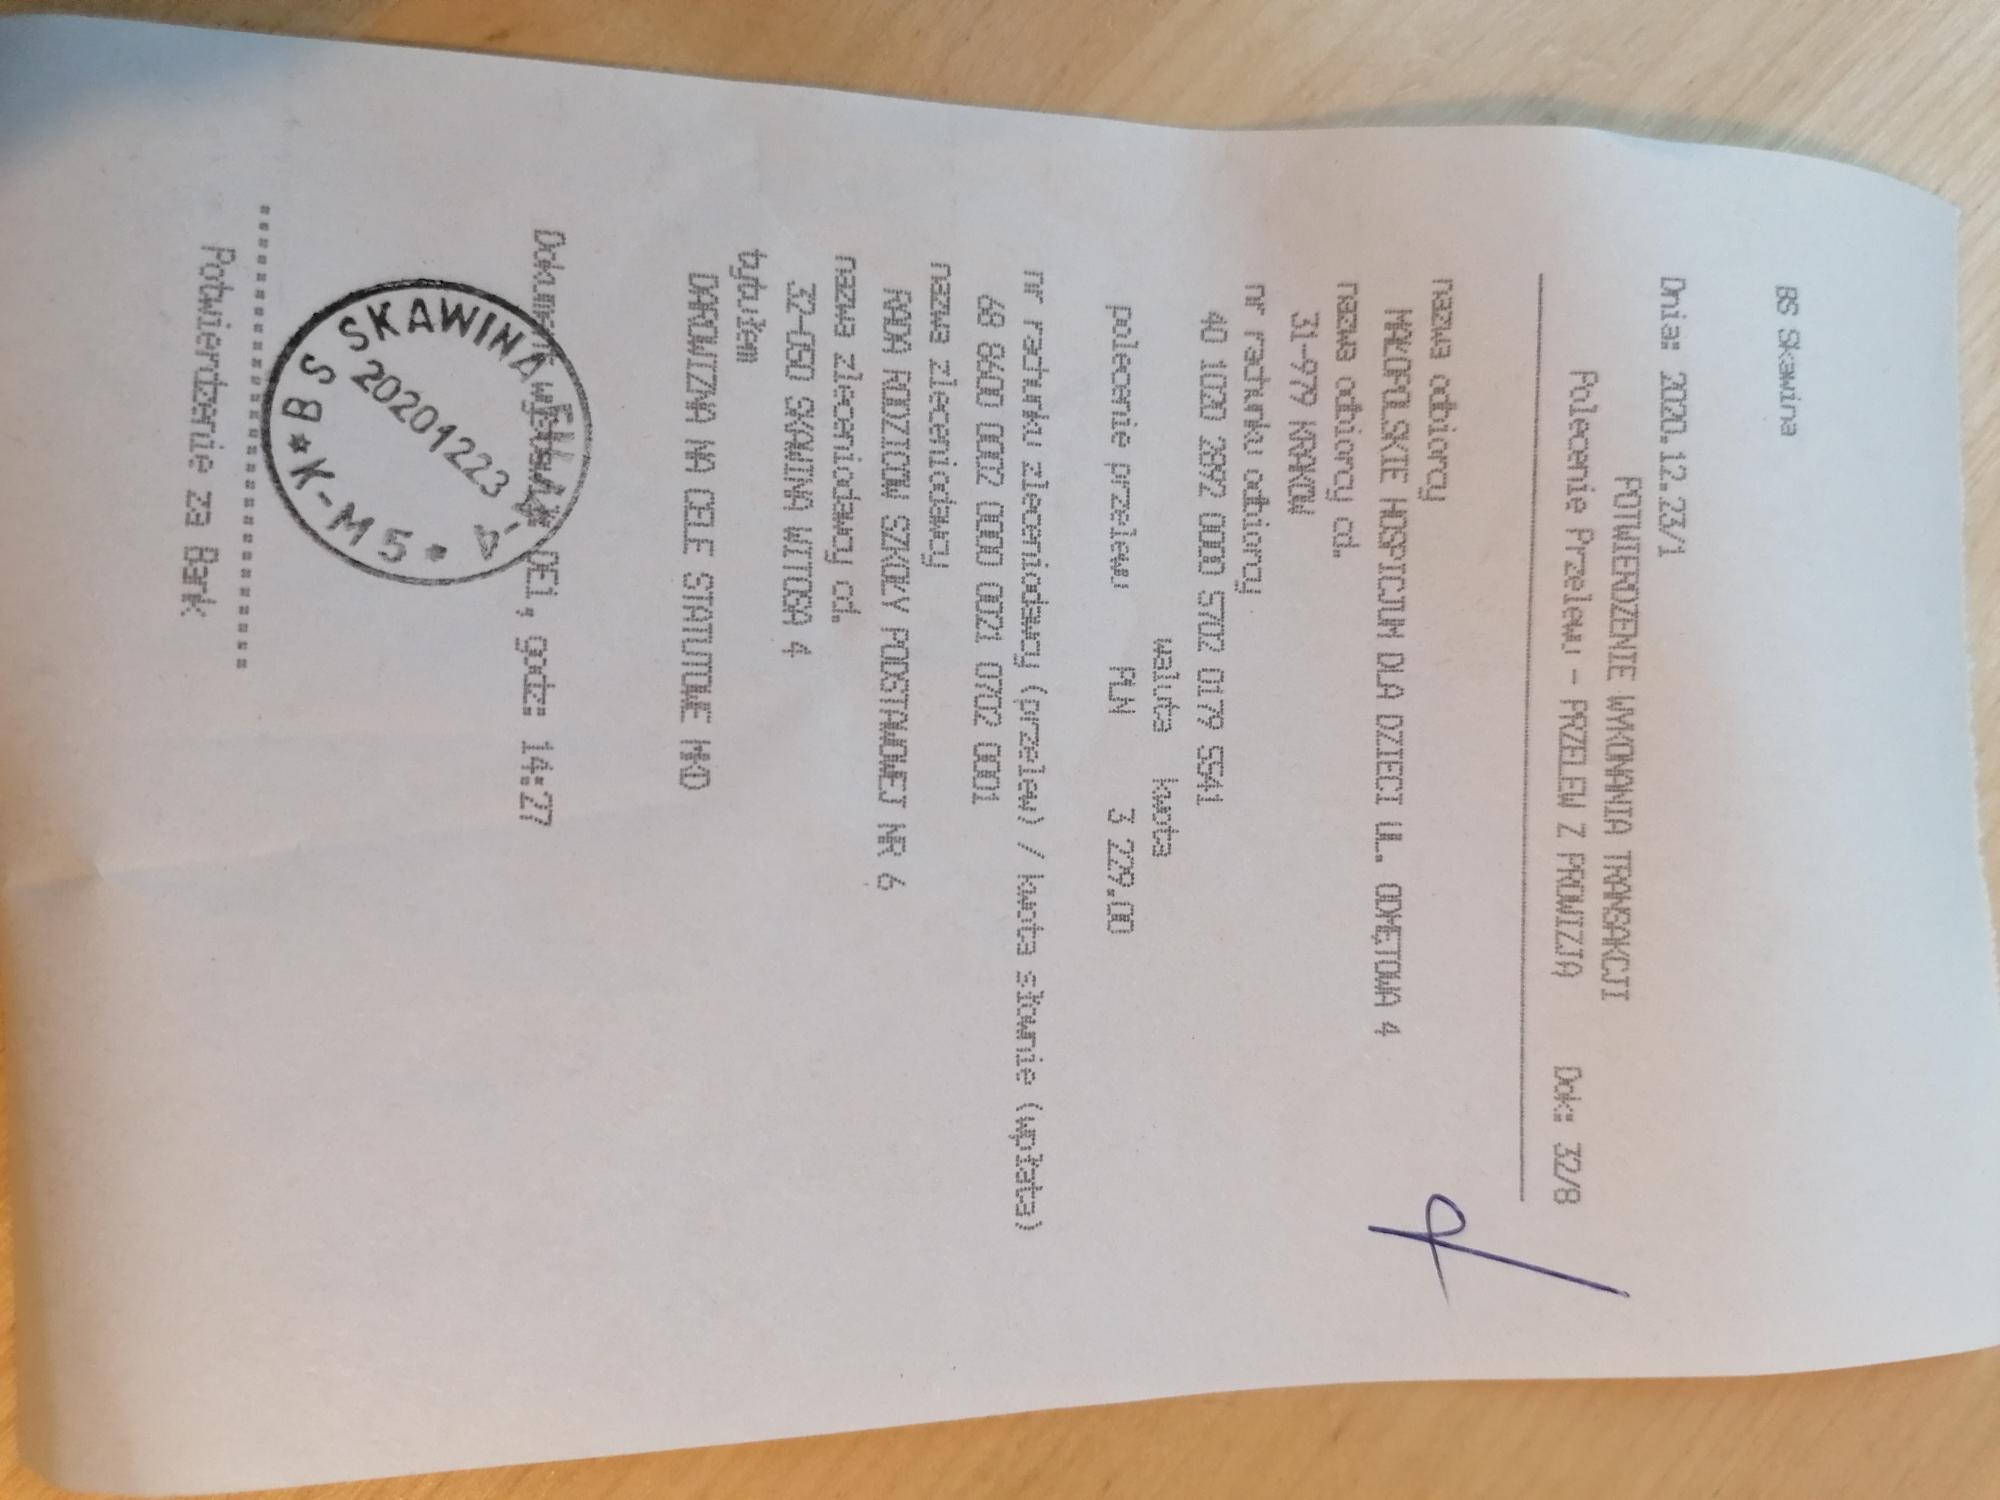 BS Skawina
Dnia: 2020.12.23/1
POTWIERDZENIE WYKONANIA TRANSAKCJI
Polecenie Przelewu - PRZELEW Z PROWIZJĄ Dok: 32/8
nazwa odbiorcy
MAŁOPOLSKIE HOSPICJUM DLA DZIECI UL. ODMĘTOWA 4
nazwa odbiorcy cd.
31-979 KRAKÓW
nr rachunku odbiorcy
40 1020 2892 0000 5702 0179 5541
waluta kwota
polecenie przelewu PLN 3 229.00
nr rachunku zleceniodawcy (przelew) / kwota słownie (wpłata)
68 8600 0002 0000 0021 0702 0001
nazwa zleceniodawcy
RADA RODZICÓW SZKOŁY PODSTAWOWEJ NR 6
nazwa zleceniodawcy cd.
32-050 SKAWINA WITOSA 4
tytułem
DAROWIZNA NA CELE STATUTOWE MHD
Dokument godz: 14:27
* BS SKAWINA
20201223
* K-M5 *
Potwierdzenie za Bank